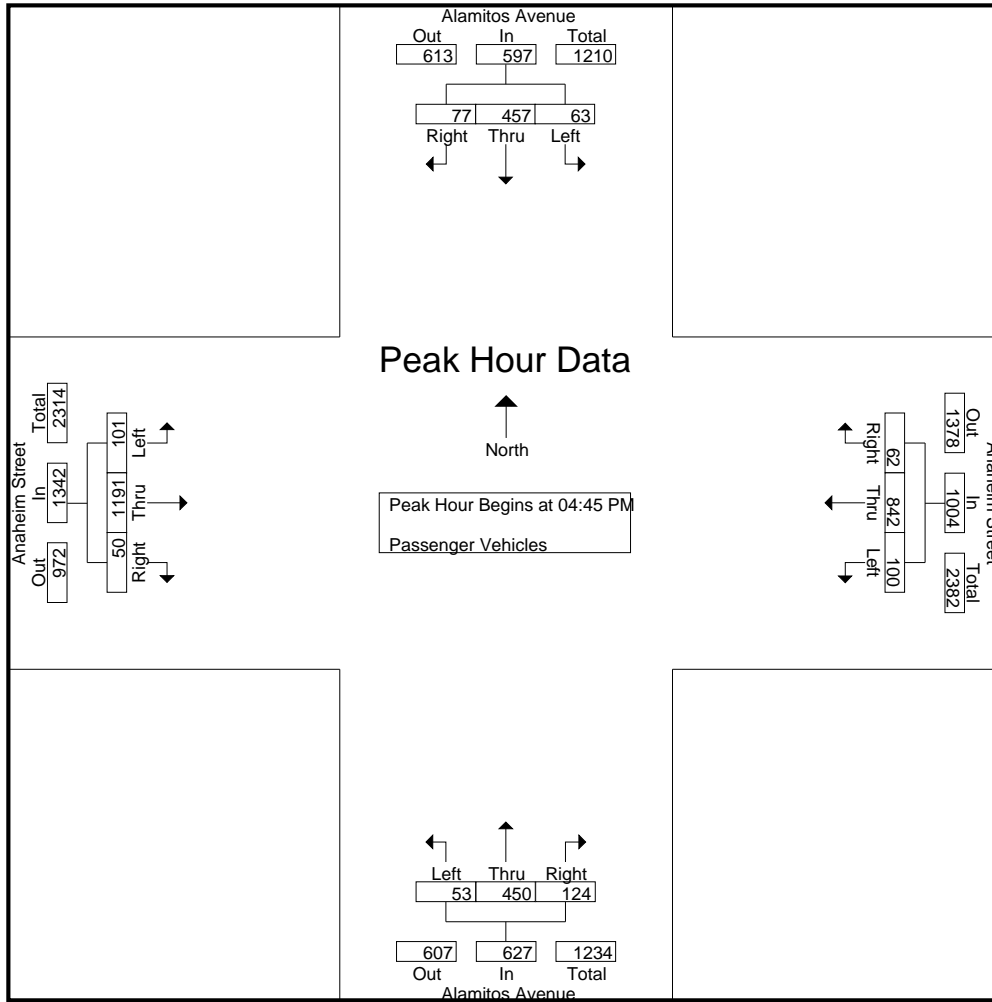 Alamitos Avenue
Out In Total
613 597 1210
77 457 63
Right Thru Left
Peak Hour Data
North
Peak Hour Begins at 04:45 PM
Passenger Vehicles
Anaheim Street
Total In Out
2314 1342 972
101 1191 50
Left Thru Right
Anaheim Street
Out In Total
1378 1004 2382
62 842 100
Right Thru Left
Left Thru Right
53 450 124
607 627 1234
Out In Total
Alamitos Avenue